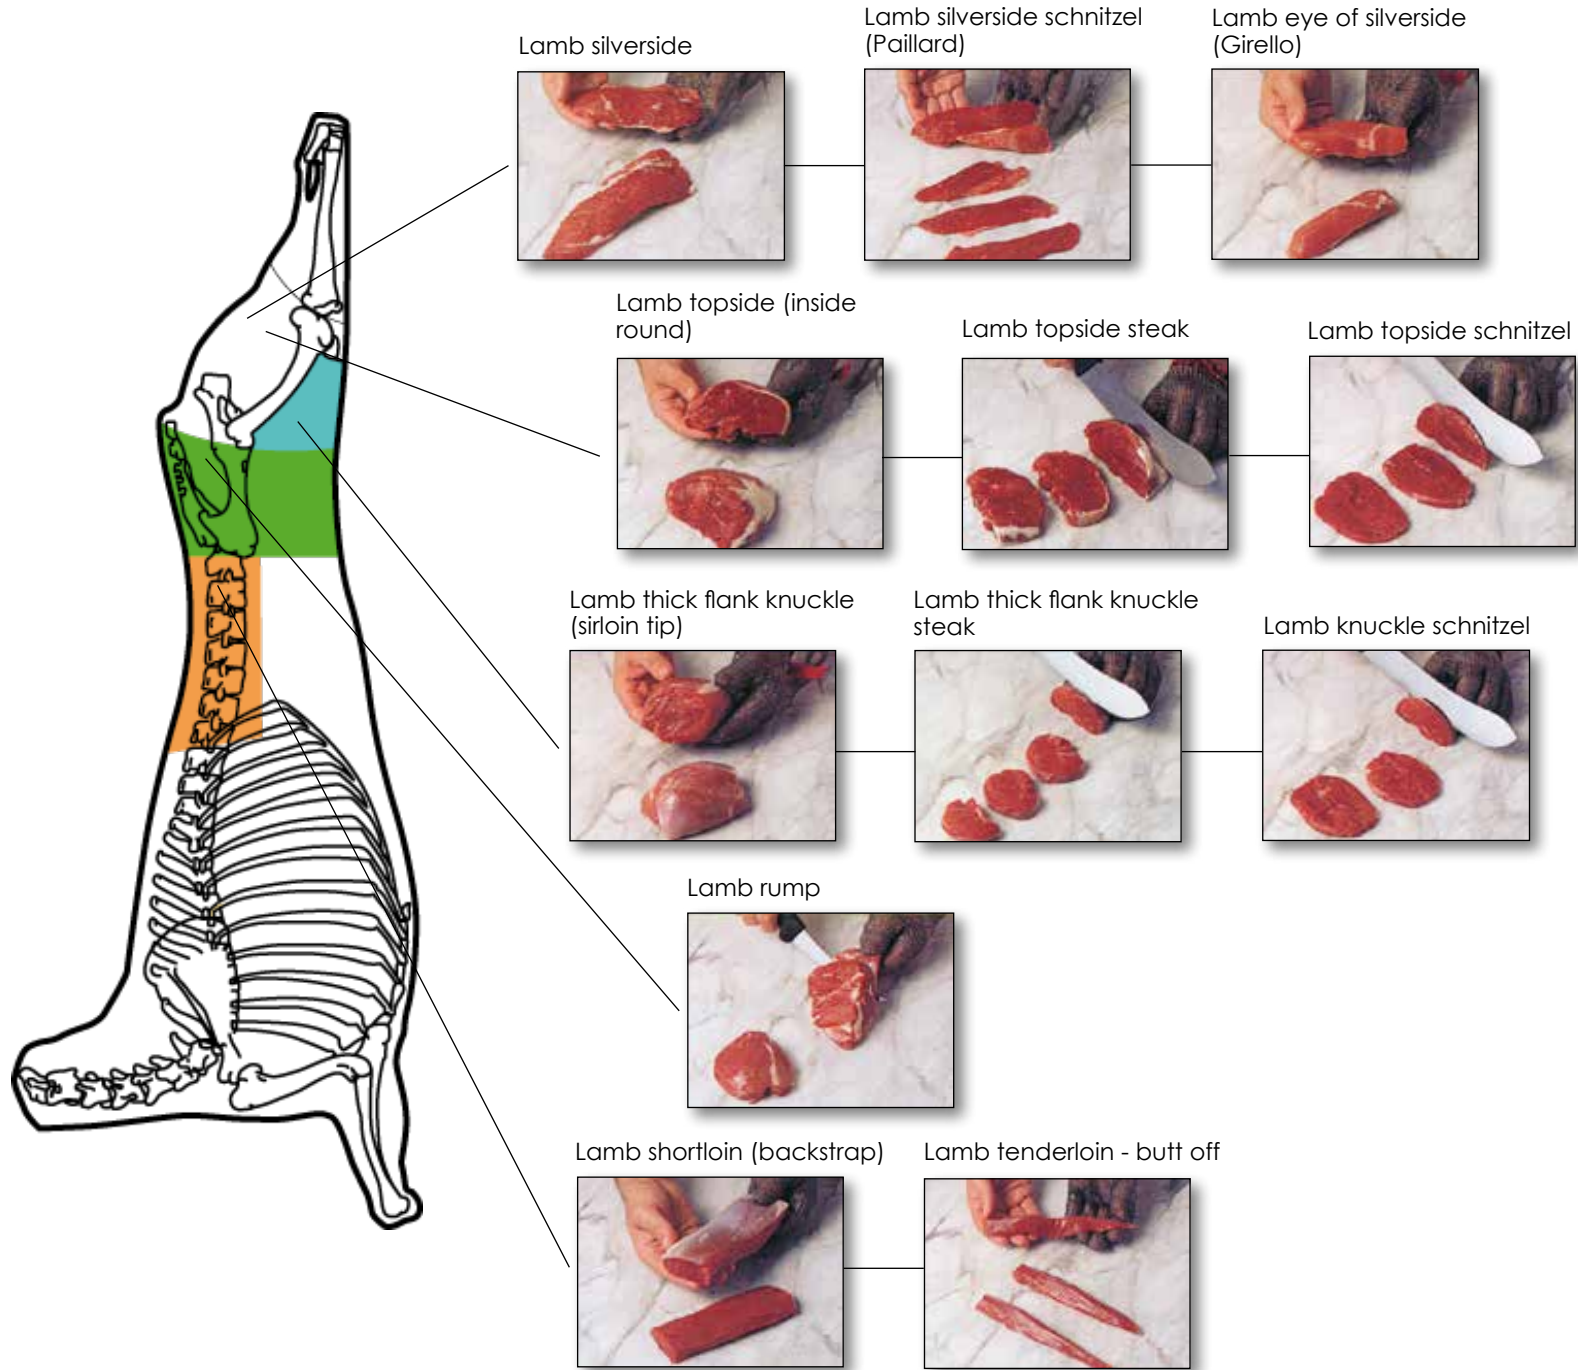 Lamb silverside
Lamb silverside schnitzel
(Paillard)
Lamb eye of silverside
(Girello)
Lamb topside (inside
round)
Lamb topside steak
Lamb topside schnitzel
Lamb thick flank knuckle
(sirloin tip)
Lamb thick flank knuckle
steak
Lamb knuckle schnitzel
Lamb rump
Lamb shortloin (backstrap)
Lamb tenderloin - butt off